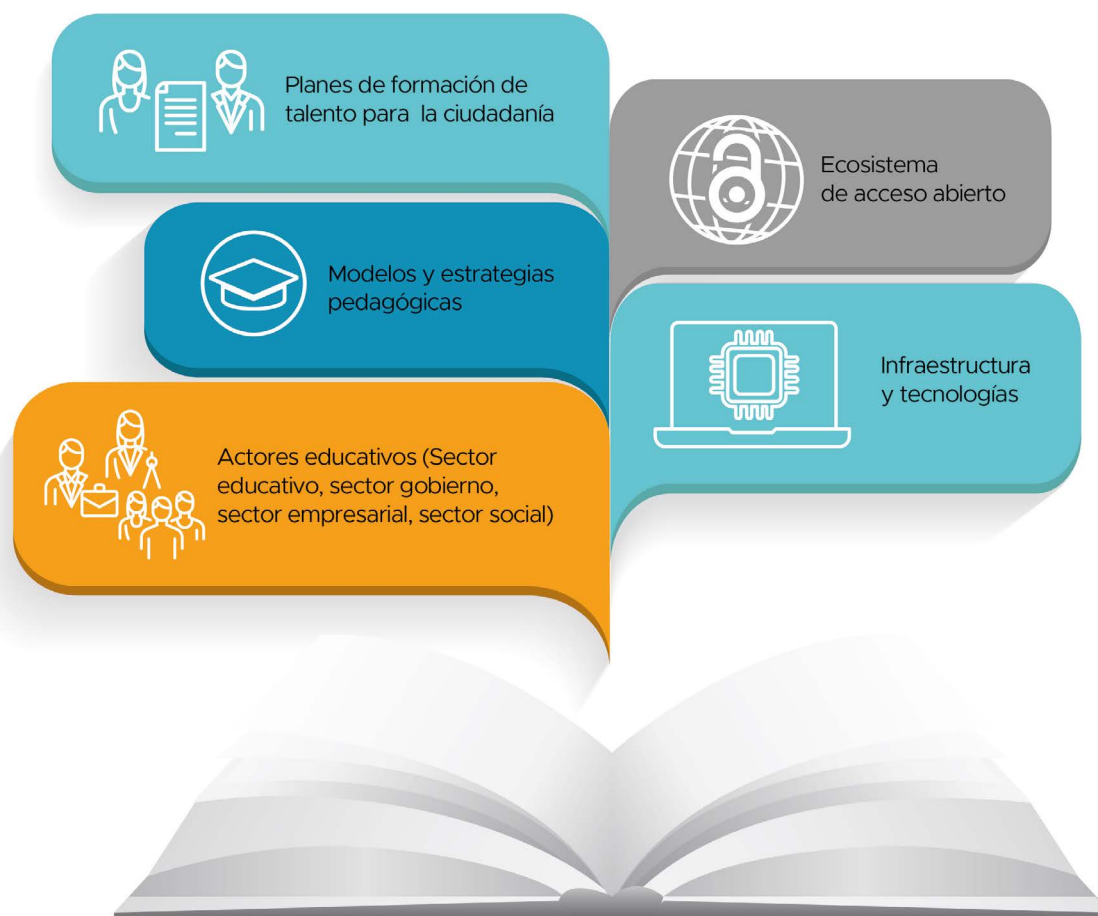 Planes de formación de
talento para la ciudadanía
Ecosistema
de acceso abierto
Modelos y estrategias
pedagógicas
Infraestructura
y tecnologías
Actores educativos (Sector
educativo, sector gobierno,
sector empresarial, sector social)